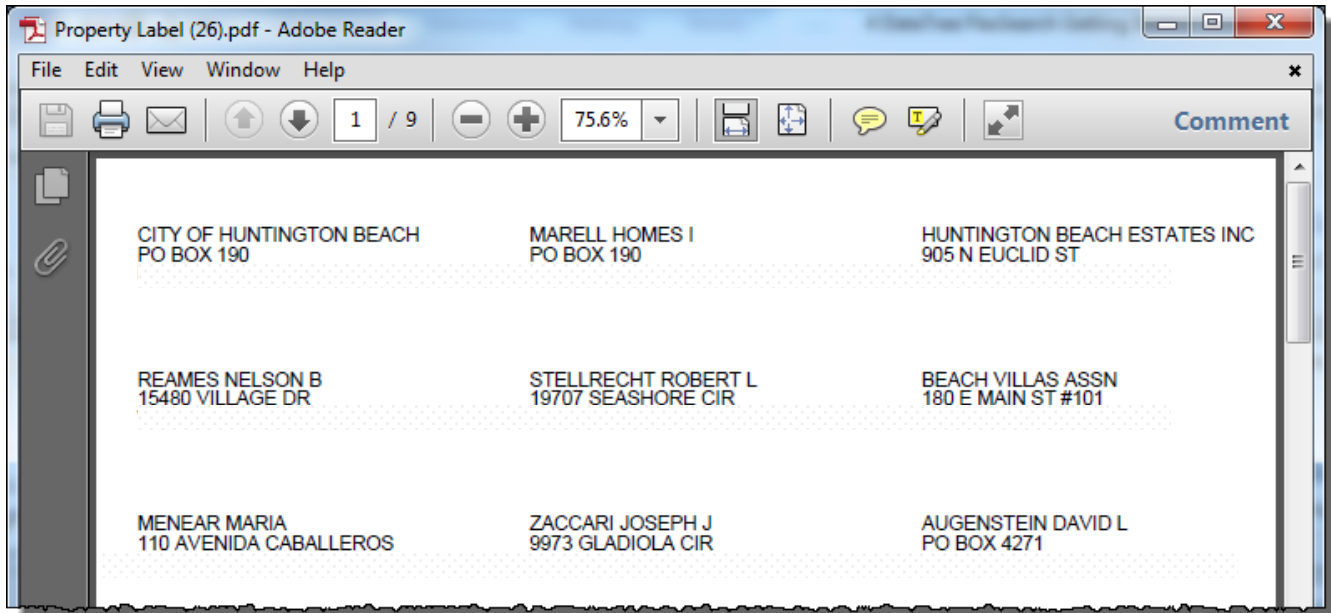 Property Label (26).pdf - Adobe Reader
File Edit View Window Help
1 / 9 75.6% Comment
CITY OF HUNTINGTON BEACH
PO BOX 190
MARELL HOMES I
PO BOX 190
HUNTINGTON BEACH ESTATES INC
905 N EUCLID ST
REAMES NELSON B
15480 VILLAGE DR
STELLRECHT ROBERT L
19707 SEASHORE CIR
BEACH VILLAS ASSN
180 E MAIN ST #101
MENEAR MARIA
110 AVENIDA CABALLEROS
ZACCARI JOSEPH J
9973 GLADIOLA CIR
AUGENSTEIN DAVID L
PO BOX 4271